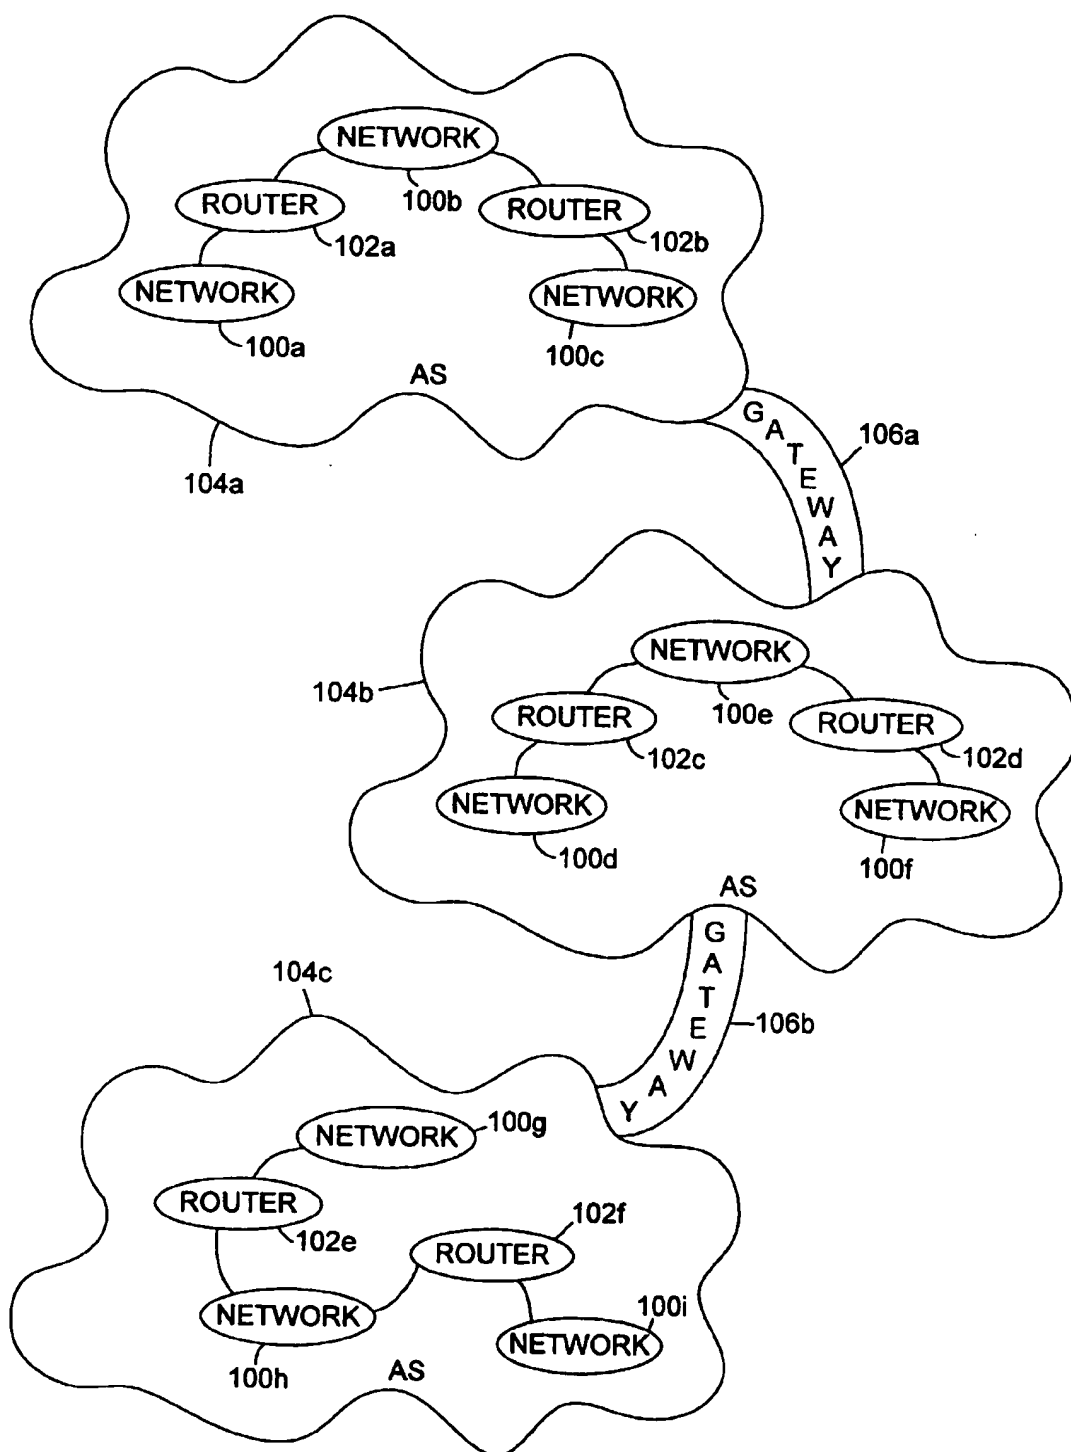 NETWORK
100b
ROUTER
102a
ROUTER
102b
NETWORK
100a
NETWORK
100c
AS
104a
GATEWAY
106a
NETWORK
100e
104b
ROUTER
102c
ROUTER
102d
NETWORK
100d
NETWORK
100f
AS
GATEWAY
106b
104c
NETWORK
100g
ROUTER
102e
102f
ROUTER
NETWORK
100h
100i
NETWORK
AS